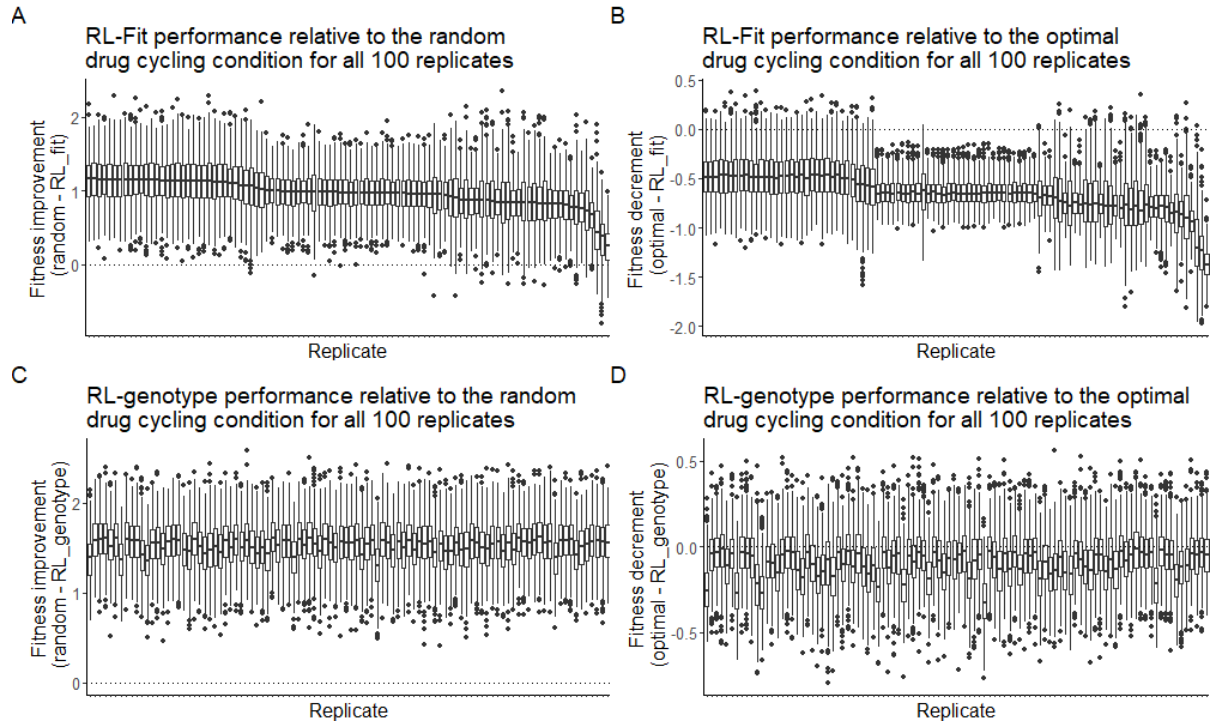 A
RL-Fit performance relative to the random
drug cycling condition for all 100 replicates
Fitness improvement
(random - RL_fit)
2
1
0
Replicate
B
RL-Fit performance relative to the optimal
drug cycling condition for all 100 replicates
Fitness decrement
(optimal - RL_fit)
0.5
0.0
-0.5
-1.0
-1.5
-2.0
Replicate
C
RL-genotype performance relative to the random
drug cycling condition for all 100 replicates
Fitness improvement
(random - RL_genotype)
2
1
0
Replicate
D
RL-genotype performance relative to the optimal
drug cycling condition for all 100 replicates
Fitness decrement
(optimal - RL_genotype)
0.5
0.0
-0.5
Replicate